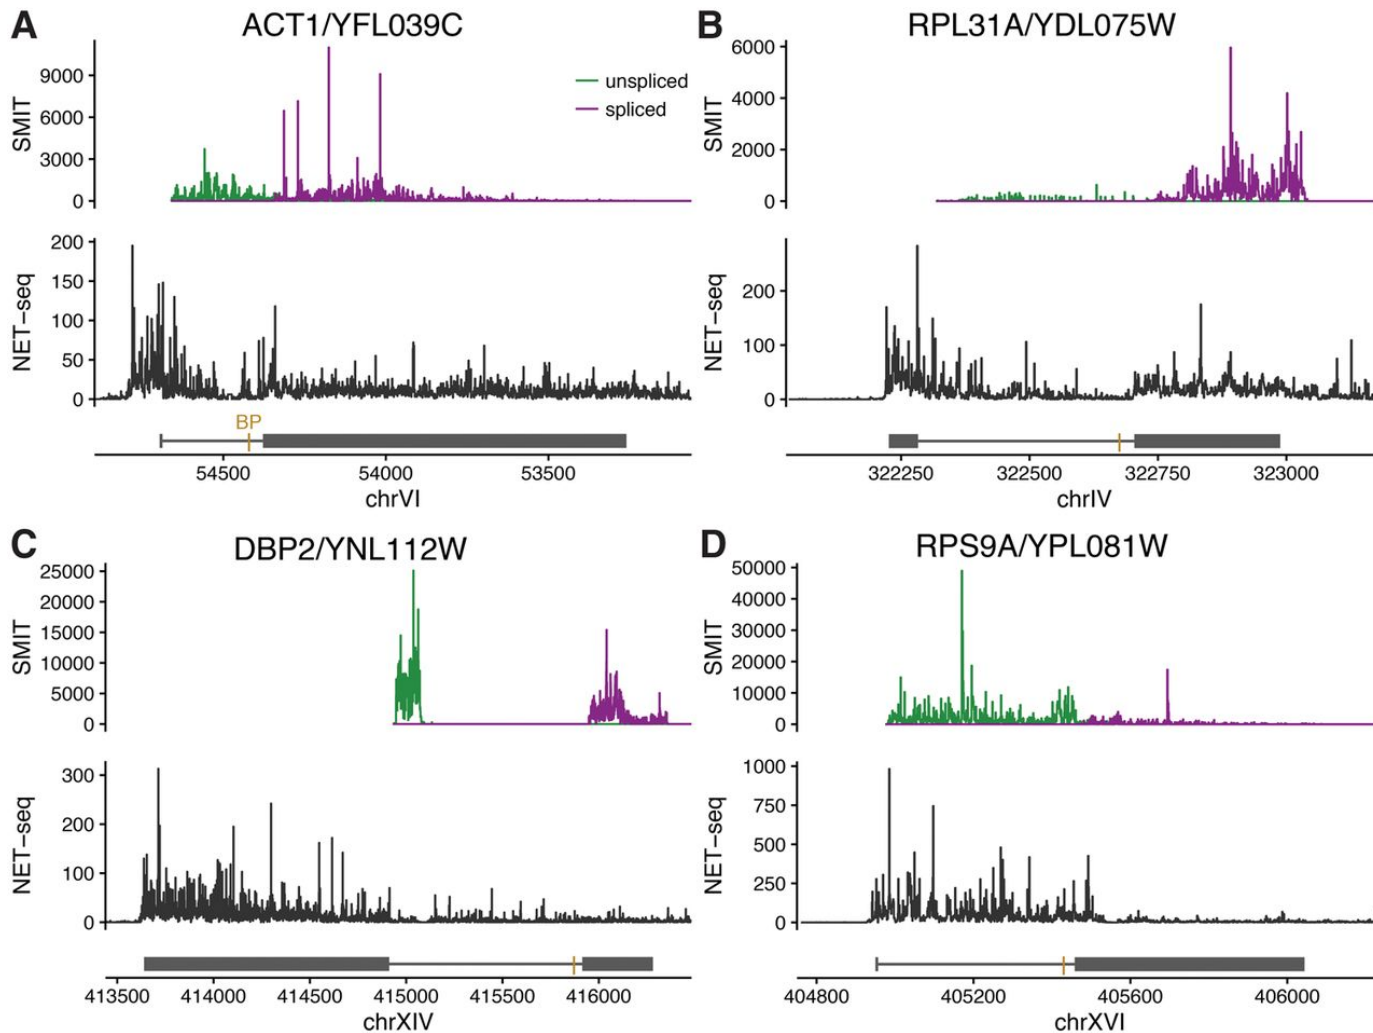 A
ACT1/YFL039C
SMIT
9000
6000
3000
0
unspliced
spliced
NET-seq
200
150
100
50
0
BP
54500
54000
53500
chrVI
B
RPL31A/YDL075W
SMIT
6000
4000
2000
0
NET-seq
200
100
0
322250
322500
322750
323000
chrIV
C
DBP2/YNL112W
SMIT
25000
20000
15000
10000
5000
0
NET-seq
300
200
100
0
413500
414000
414500
415000
415500
416000
chrXIV
D
RPS9A/YPL081W
SMIT
50000
40000
30000
20000
10000
0
NET-seq
1000
750
500
250
0
404800
405200
405600
406000
chrXVI